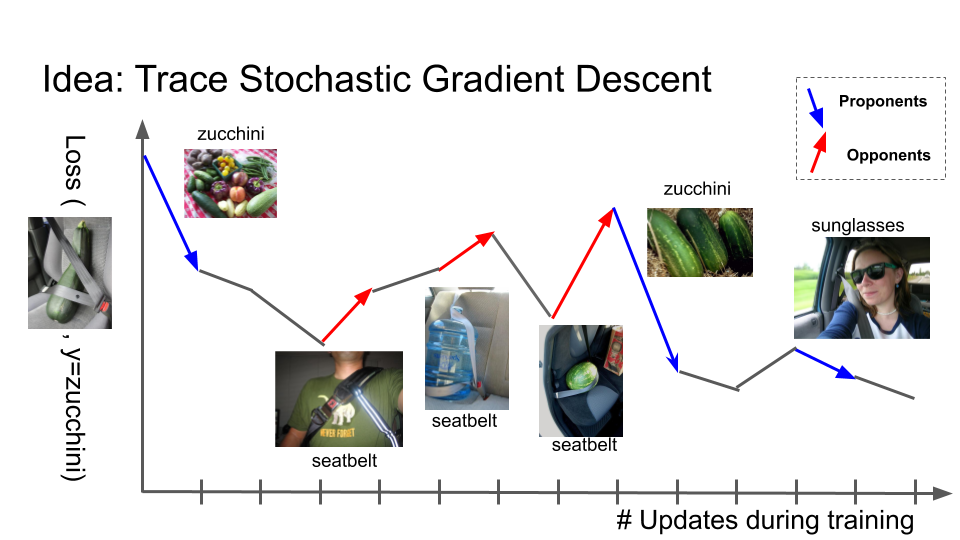 Idea: Trace Stochastic Gradient Descent
Proponents
Opponents
Loss (
, y=zucchini)
zucchini
seatbelt
NEVER FORGET
seatbelt
seatbelt
zucchini
sunglasses
# Updates during training